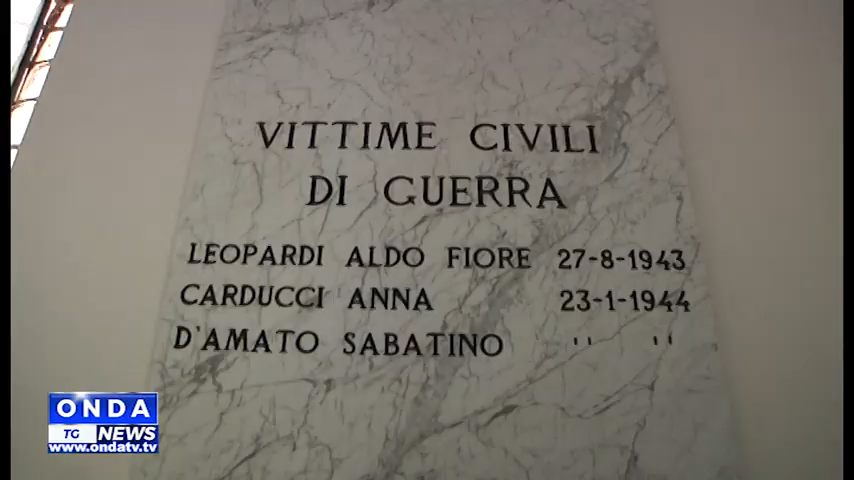 VITTIME CIVILI
DI GUERRA
LEOPARDI ALDO FIORE 27-8-1943
CARDUCCI ANNA 23-1-1944
D'AMATO SABATINO " "
ONDA
TG NEWS
www.ondatv.tv